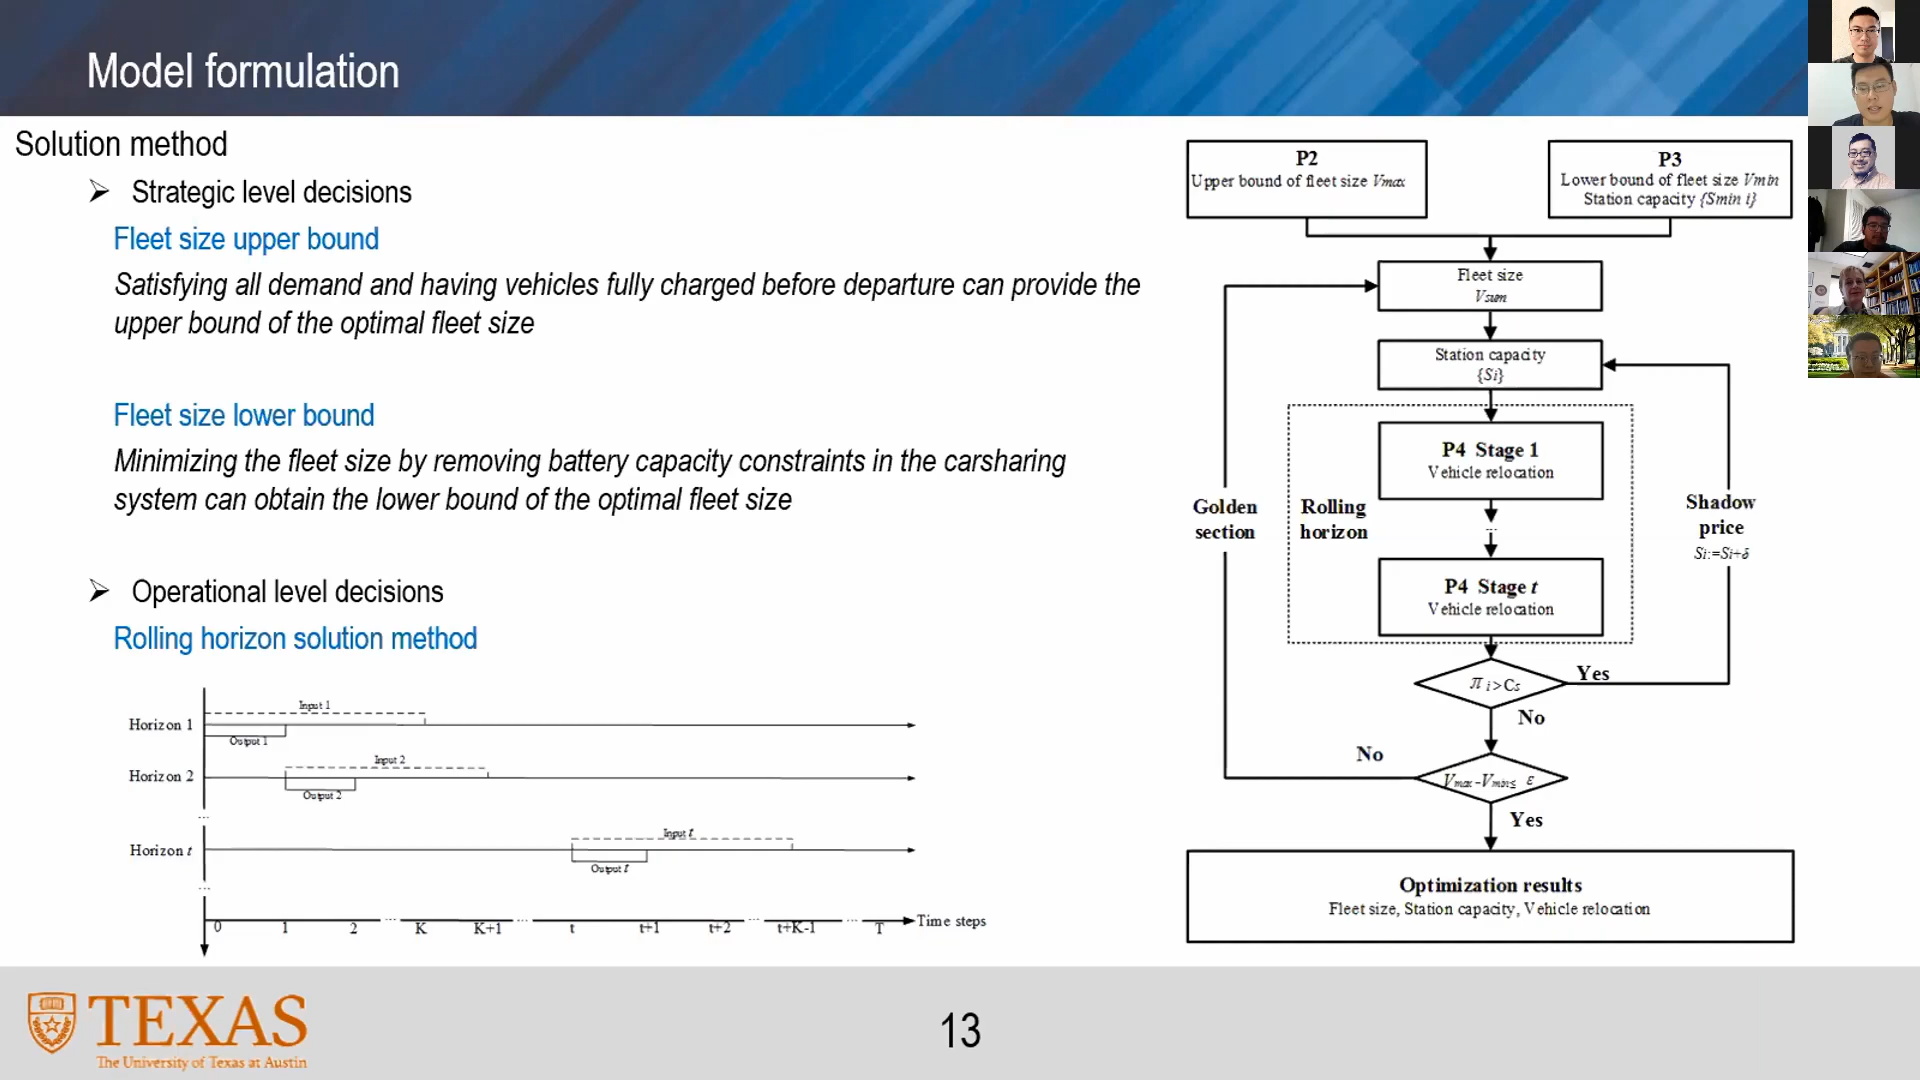 Model formulation
Solution method
➢ Strategic level decisions
Fleet size upper bound
Satisfying all demand and having vehicles fully charged before departure can provide the
upper bound of the optimal fleet size
Fleet size lower bound
Minimizing the fleet size by removing battery capacity constraints in the carsharing
system can obtain the lower bound of the optimal fleet size
➢ Operational level decisions
Rolling horizon solution method
Input 1
Horizon 1
Output 1
Input 2
Horizon 2
Output 2
...
Input t
Horizon t
Output t
...
0 1 2 ... K K+1 ... t t+1 t+2 ... t+K-1 ... T Time steps
P2
Upper bound of fleet size Vmax
P3
Lower bound of fleet size Vmin
Station capacity {Smin i}
Fleet size
Vsum
Station capacity
{Si}
P4 Stage 1
Vehicle relocation
Golden
section
Rolling
horizon
...
Shadow
price
Si:=Si+δ
P4 Stage t
Vehicle relocation
π i>Cs
Yes
No
No
Vmax-Vmin≤ ε
Yes
Optimization results
Fleet size, Station capacity, Vehicle relocation
TEXAS
The University of Texas at Austin
13